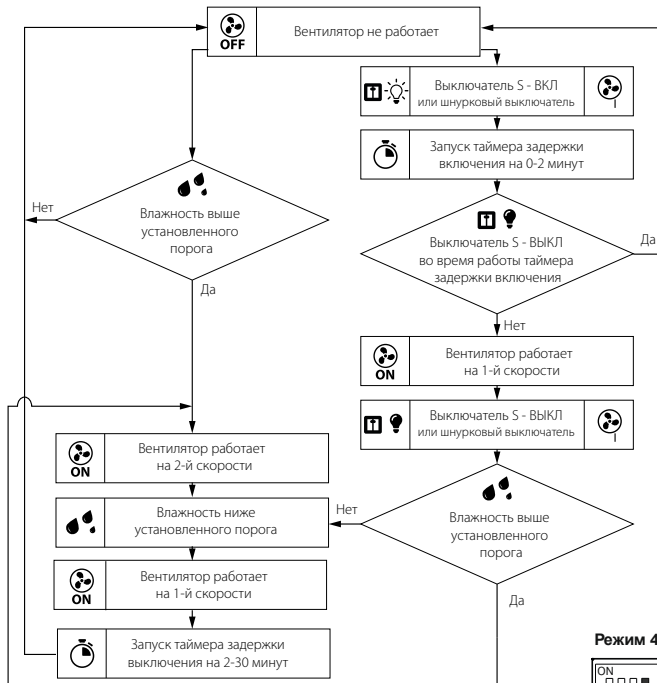 OFF
Вентилятор не работает
Выключатель S - ВКЛ
или шнурковый выключатель
Запуск таймера задержки
включения на 0-2 минут
Нет
Влажность выше
установленного
порога
Да
Выключатель S - ВЫКЛ
во время работы таймера
задержки включения
Да
Нет
ON
Вентилятор работает
на 1-й скорости
Выключатель S - ВЫКЛ
или шнурковый выключатель
ON
Вентилятор работает
на 2-й скорости
Влажность ниже
установленного порога
Нет
Влажность выше
установленного
порога
Да
ON
Вентилятор работает
на 1-й скорости
Запуск таймера задержки
выключения на 2-30 минут
Режим 4
ON